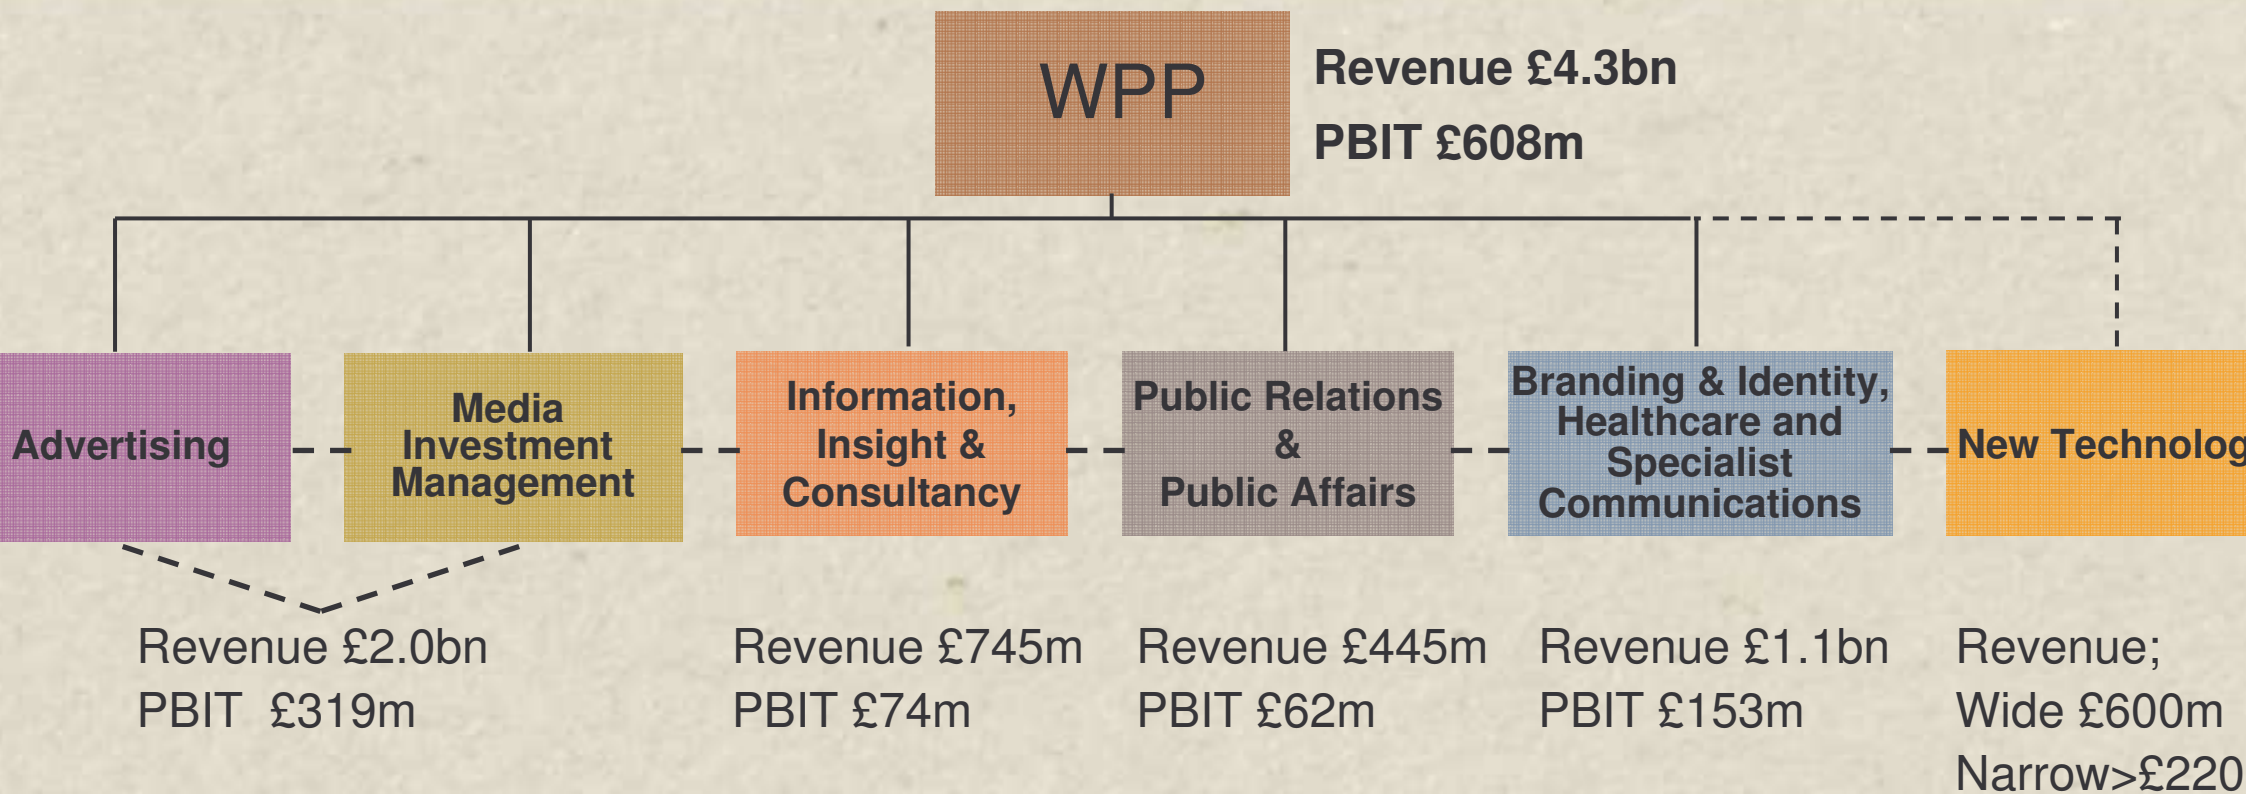 WPP
Revenue £4.3bn
PBIT £608m
Advertising
Media
Investment
Management
Information,
Insight &
Consultancy
Public Relations
&
Public Affairs
Branding & Identity,
Healthcare and
Specialist
Communications
New Technolog
Revenue £2.0bn
PBIT £319m
Revenue £745m
PBIT £74m
Revenue £445m
PBIT £62m
Revenue £1.1bn
PBIT £153m
Revenue;
Wide £600m
Narrow>£220